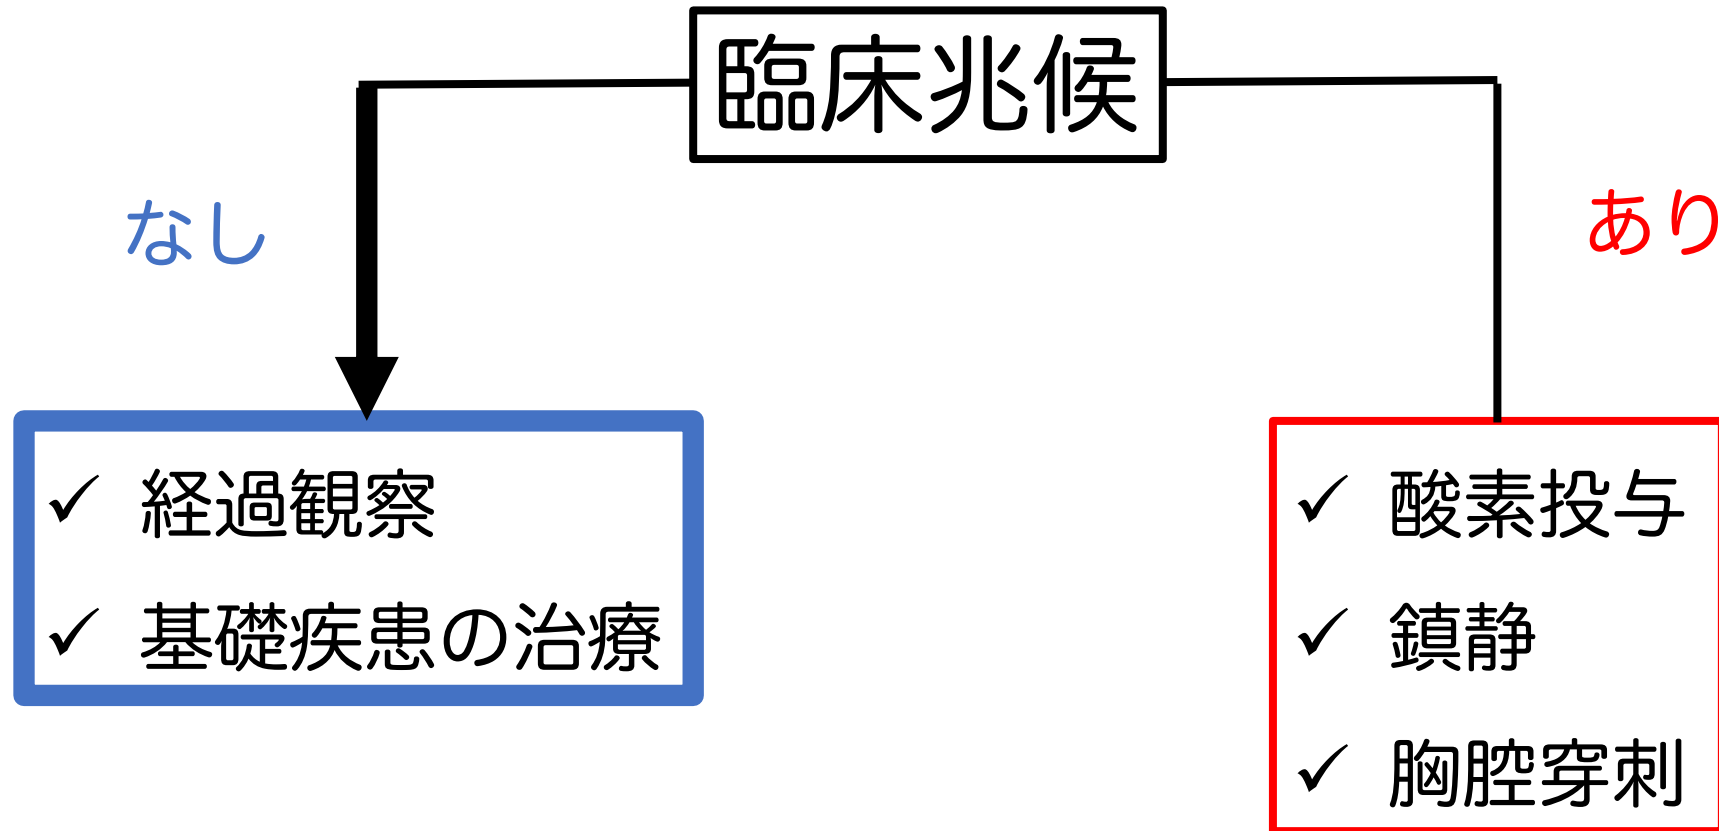 臨床兆候
なし
あり
✓ 経過観察
✓ 基礎疾患の治療
✓ 酸素投与
✓ 鎮静
✓ 胸腔穿刺